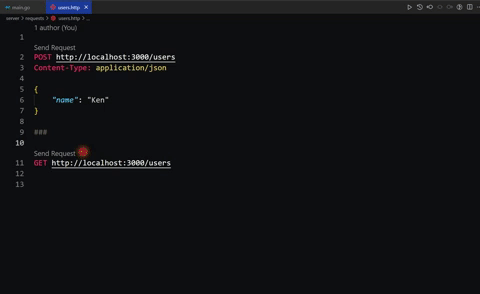 main.go users.http ×
server > requests > users.http > ...
1 author (You)
1
Send Request
2 POST http://localhost:3000/users
3 Content-Type: application/json
4
5 {
6 "name": "Ken"
7 }
8
9 ###
10
Send Request
11 GET http://localhost:3000/users
12
13